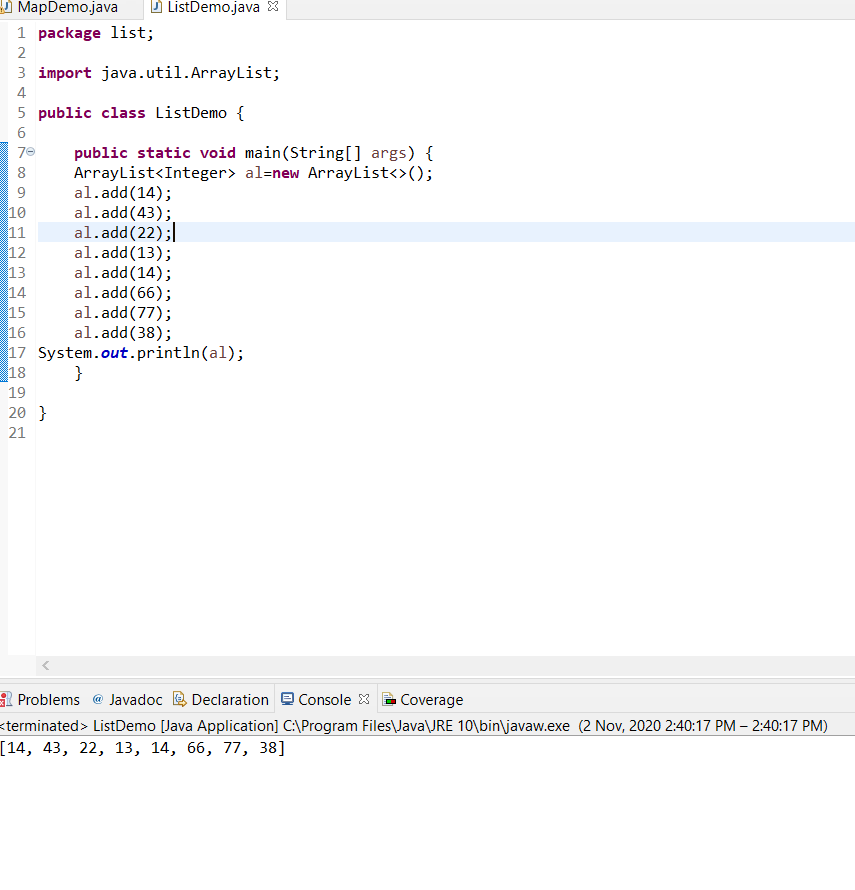 MapDemo.java ListDemo.java
1 package list;
2
3 import java.util.ArrayList;
4
5 public class ListDemo {
6
7 public static void main(String[] args) {
8 ArrayList<Integer> al=new ArrayList<>();
9 al.add(14);
10 al.add(43);
11 al.add(22);
12 al.add(13);
13 al.add(14);
14 al.add(66);
15 al.add(77);
16 al.add(38);
17 System.out.println(al);
18 }
19
20 }
21
Problems @ Javadoc Declaration Console Coverage
<terminated> ListDemo [Java Application] C:\Program Files\Java\JRE 10\bin\javaw.exe (2 Nov, 2020 2:40:17 PM – 2:40:17 PM)
[14, 43, 22, 13, 14, 66, 77, 38]